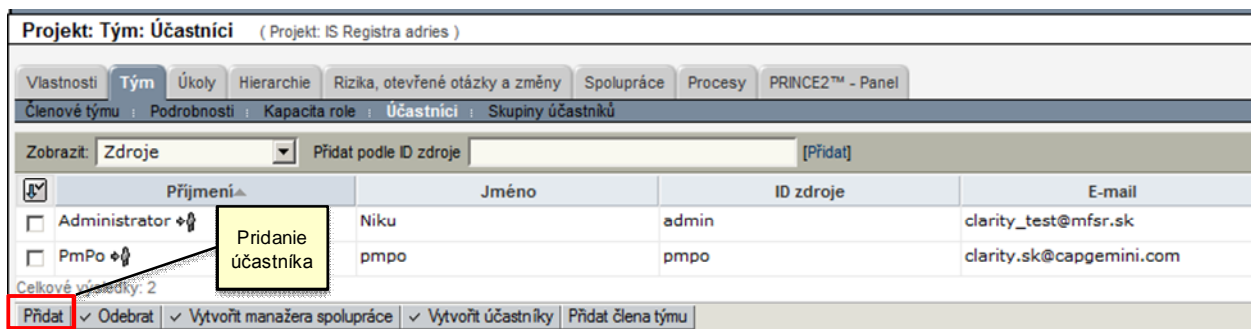 Projekt: Tým: Účastníci ( Projekt: IS Registra adries )
Vlastnosti Tým Úkoly Hierarchie Rizika, otevřené otázky a změny Spolupráce Procesy PRINCE2™ - Panel
Členové týmu Podrobnosti Kapacita role Účastníci Skupiny účastníků
Zobrazit: Zdroje Přidat podle ID zdroje [Přidat]
Příjmení Jméno ID zdroje E-mail
Administrator Niku admin clarity_test@mfsr.sk
PmPo pmpo pmpo clarity.sk@capgemini.com
Pridanie
účastníka
Celkové výsledky: 2
Přidat Odebrat Vytvořit manažera spolupráce Vytvořit účastníky Přidat člena týmu